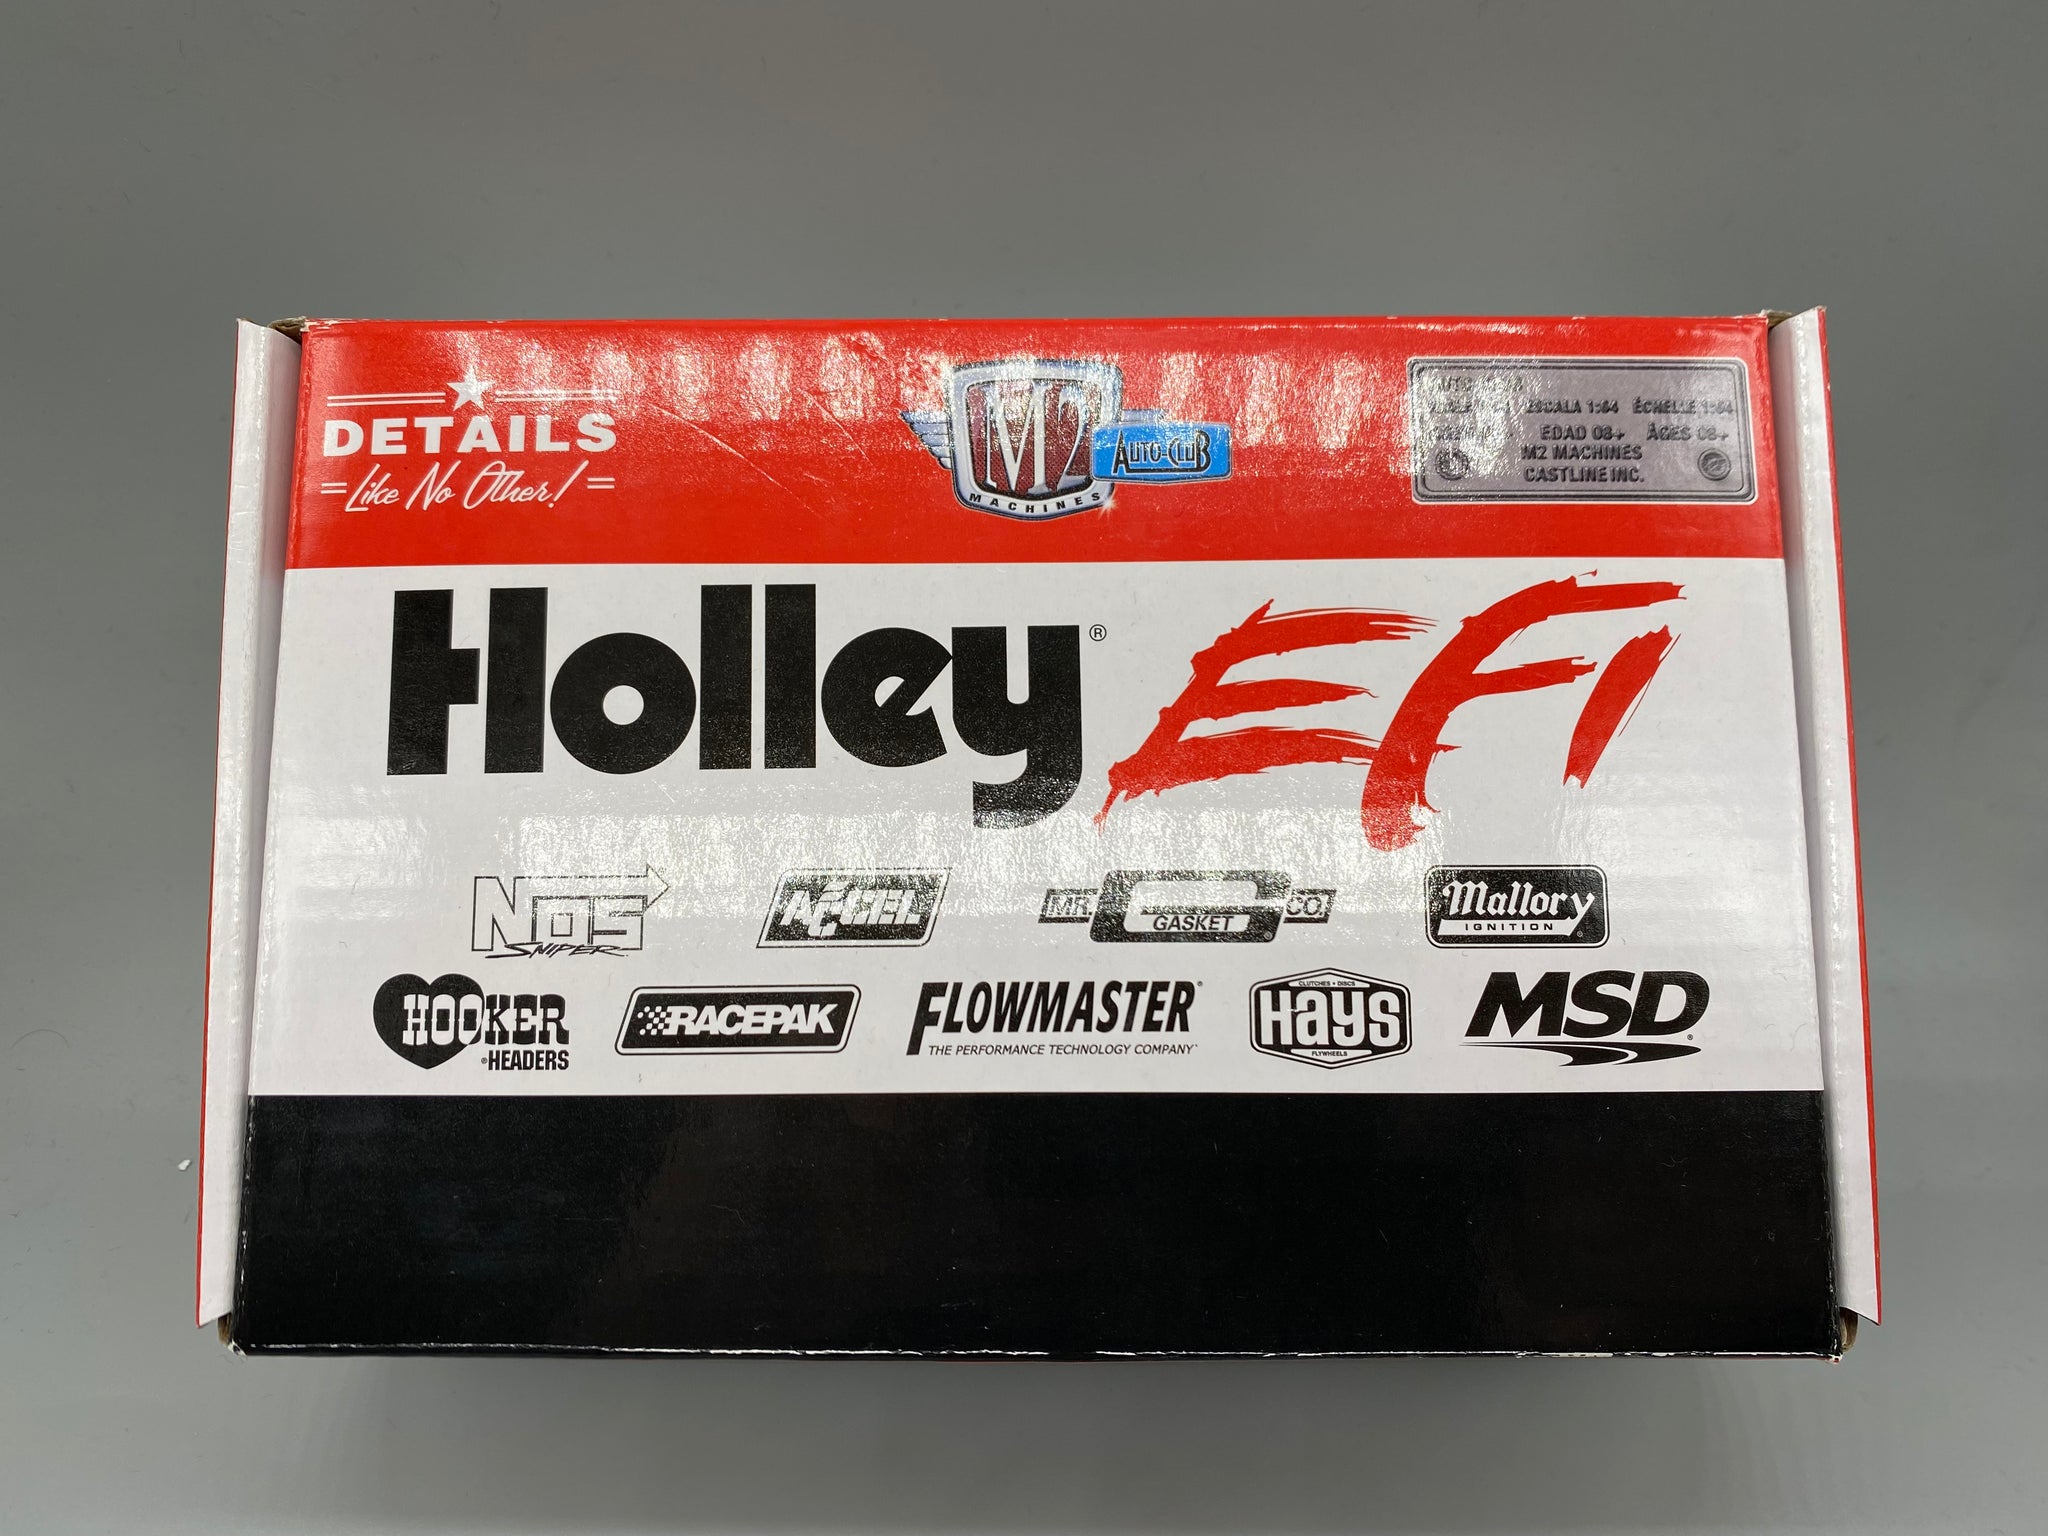 DETAILS
Like No Other!
M2
MACHINES
AUTO-CLUB
ESCALA 1:64 ÉCHELLE 1:64
EDAD 08+ ÂGES 08+
M2 MACHINES
CASTLINE INC.
Holley® EFI
NOS
SNIPER
ACCEL
MR. GASKET CO.
Mallory
IGNITION
HOOKER
®HEADERS
RACEPAK
FLOWMASTER®
THE PERFORMANCE TECHNOLOGY COMPANY
CLUTCHES • DISCS
Hays
FLYWHEELS
MSD®